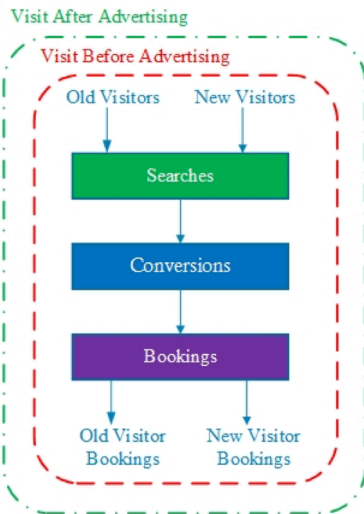 Visit After Advertising
Visit Before Advertising
Old Visitors
New Visitors
Searches
Conversions
Bookings
Old Visitor
Bookings
New Visitor
Bookings